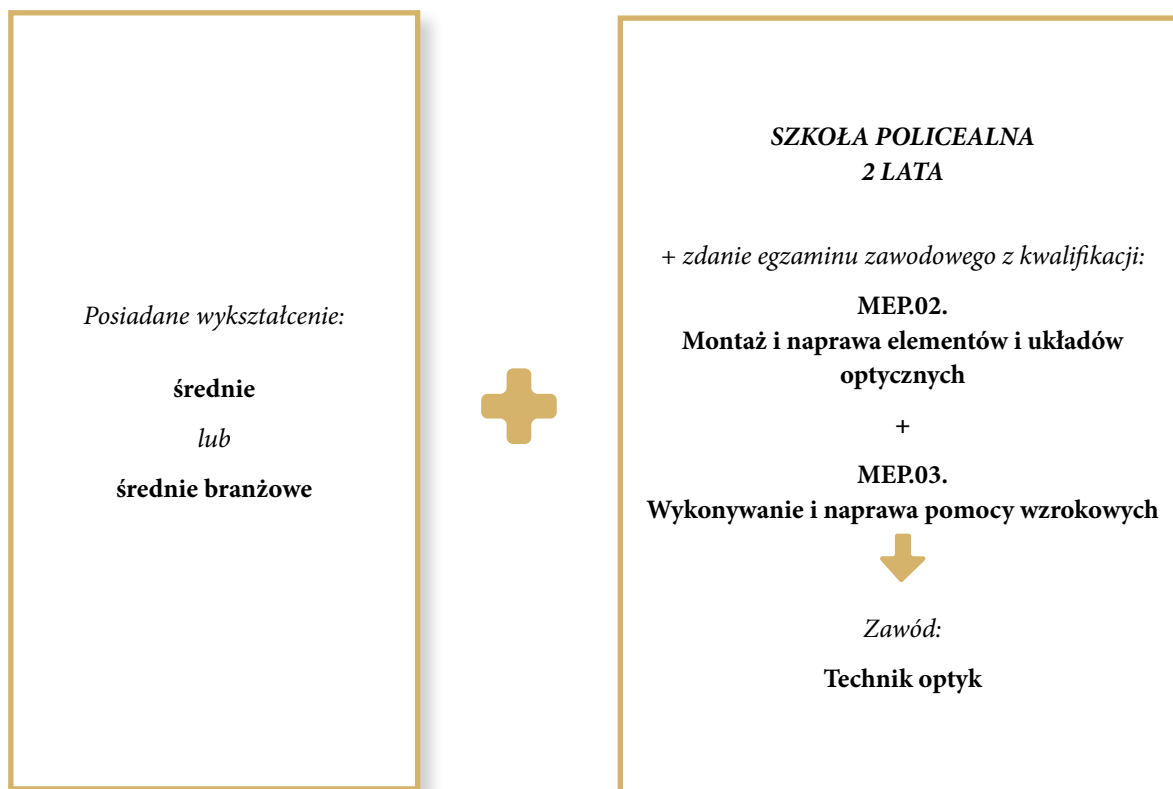 Posiadane wykształcenie:
średnie
lub
średnie branżowe
SZKOŁA POLICEALNA
2 LATA
+ zdanie egzaminu zawodowego z kwalifikacji:
MEP.02.
Montaż i naprawa elementów i układów
optycznych
+
MEP.03.
Wykonywanie i naprawa pomocy wzrokowych
Zawód:
Technik optyk